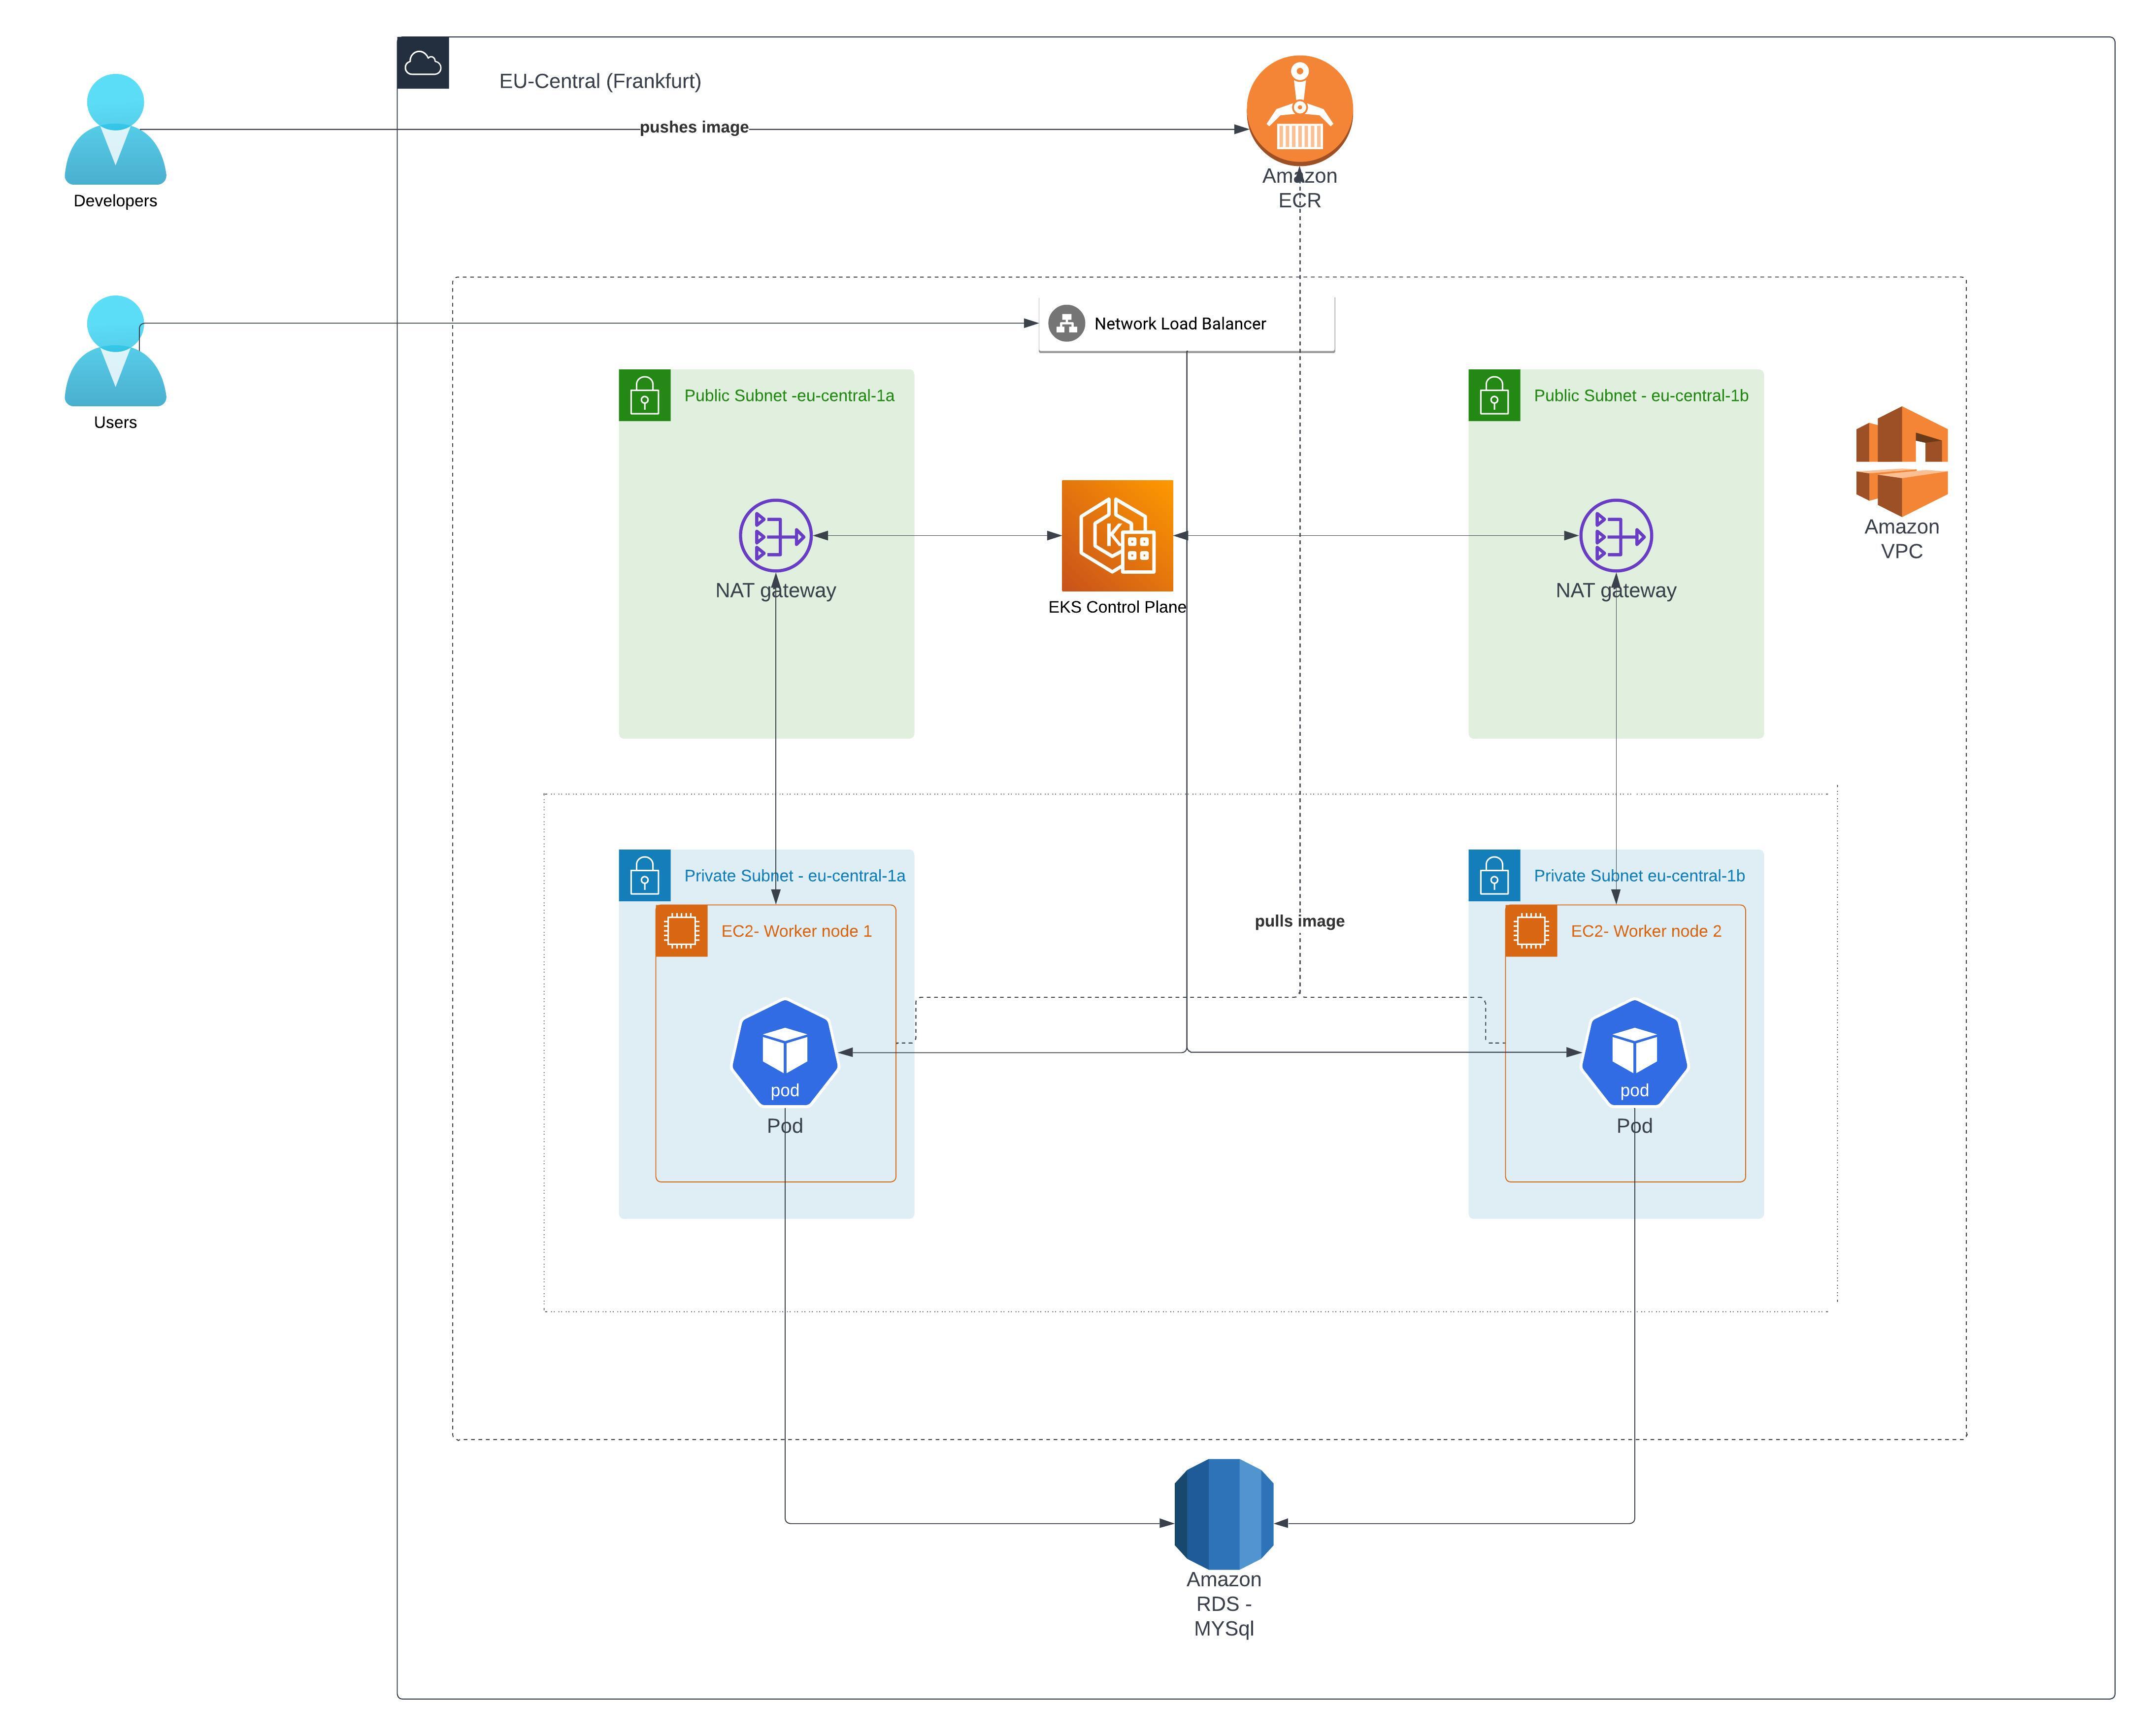 EU-Central (Frankfurt)
pushes image
Developers
Amazon
ECR
Users
Network Load Balancer
Public Subnet -eu-central-1a
Public Subnet - eu-central-1b
Amazon
VPC
NAT gateway
EKS Control Plane
NAT gateway
Private Subnet - eu-central-1a
Private Subnet eu-central-1b
EC2- Worker node 1
pulls image
EC2- Worker node 2
pod
Pod
pod
Pod
Amazon
RDS -
MYSql